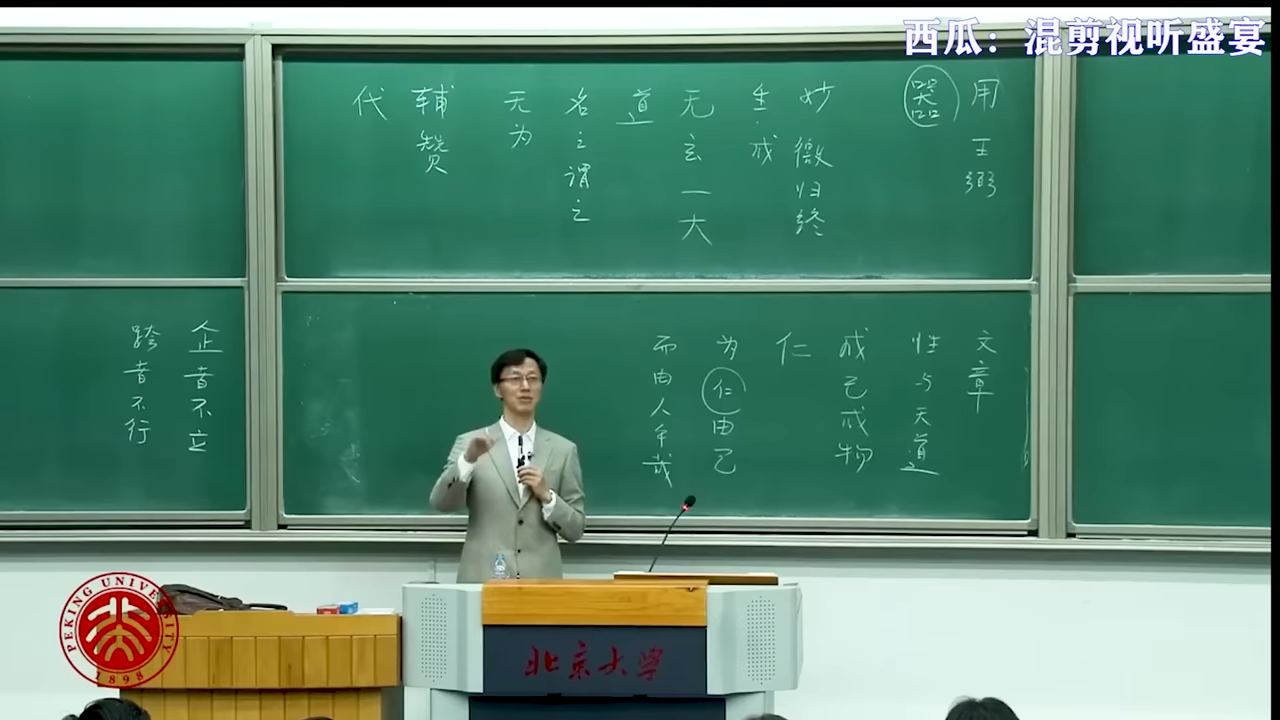 西瓜：混剪视听盛宴
用王弼
器
妙徼归终
生·成
无玄一大
道
名之谓之
无为
辅赞
代
文章
性与天道
成己成物
仁
为仁由己
而由人乎哉
企者不立
跨者不行
北京大学
PEKING UNIVERSITY
1898